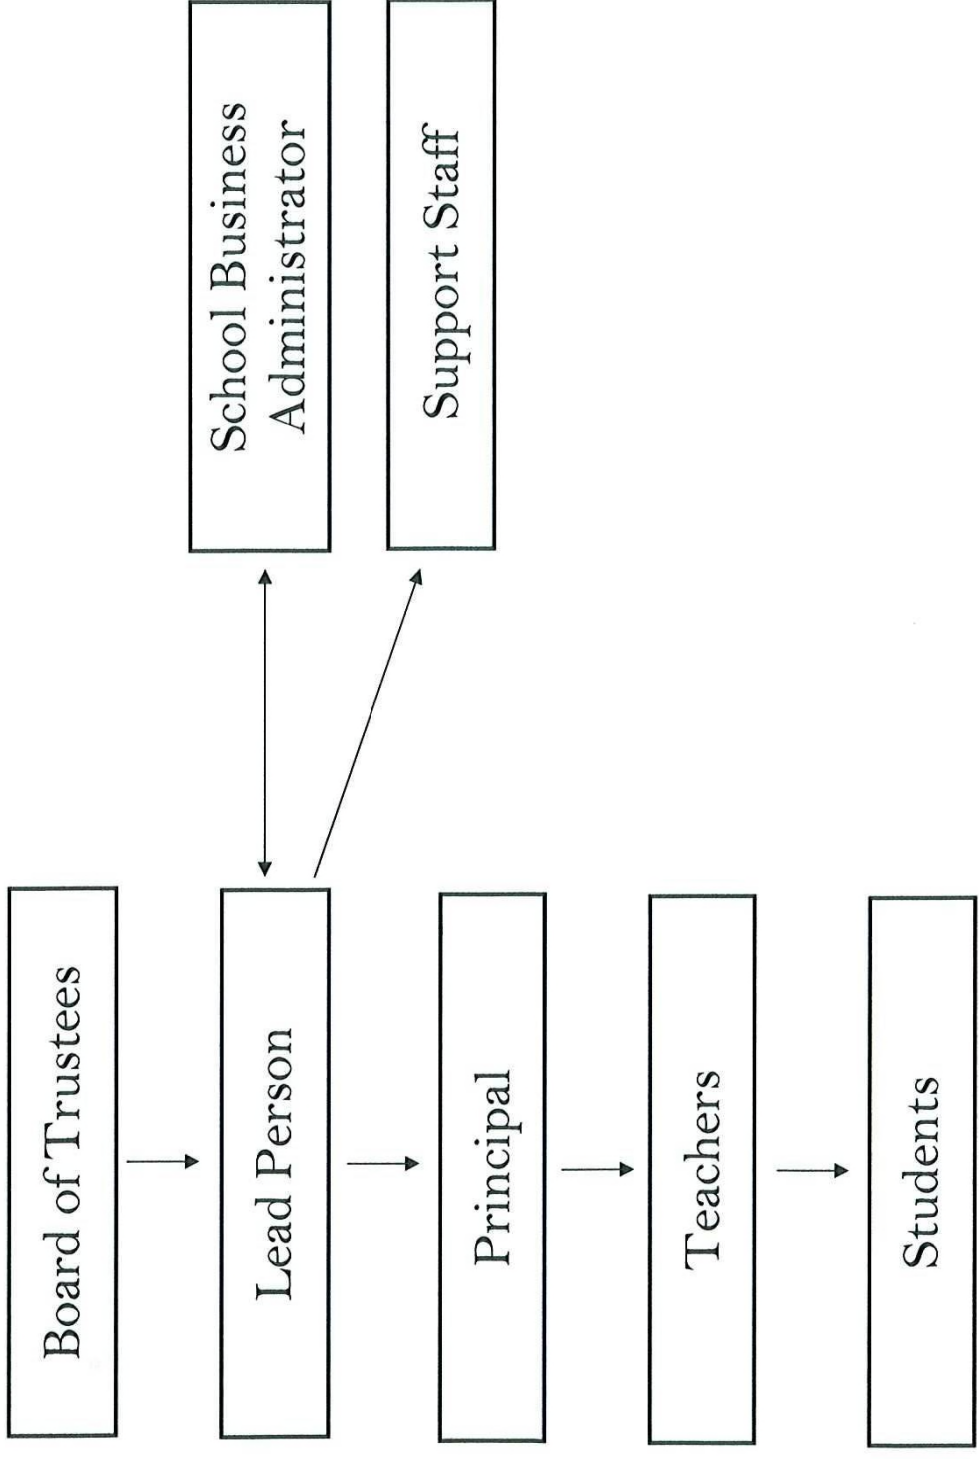 Board of Trustees
Lead Person
School Business
Administrator
Support Staff
Principal
Teachers
Students